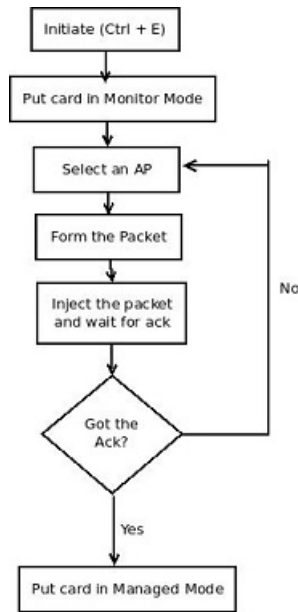 Initiate (Ctrl + E)
Put card in Monitor Mode
Select an AP
Form the Packet
Inject the packet
and wait for ack
No
Got the
Ack?
Yes
Put card in Managed Mode